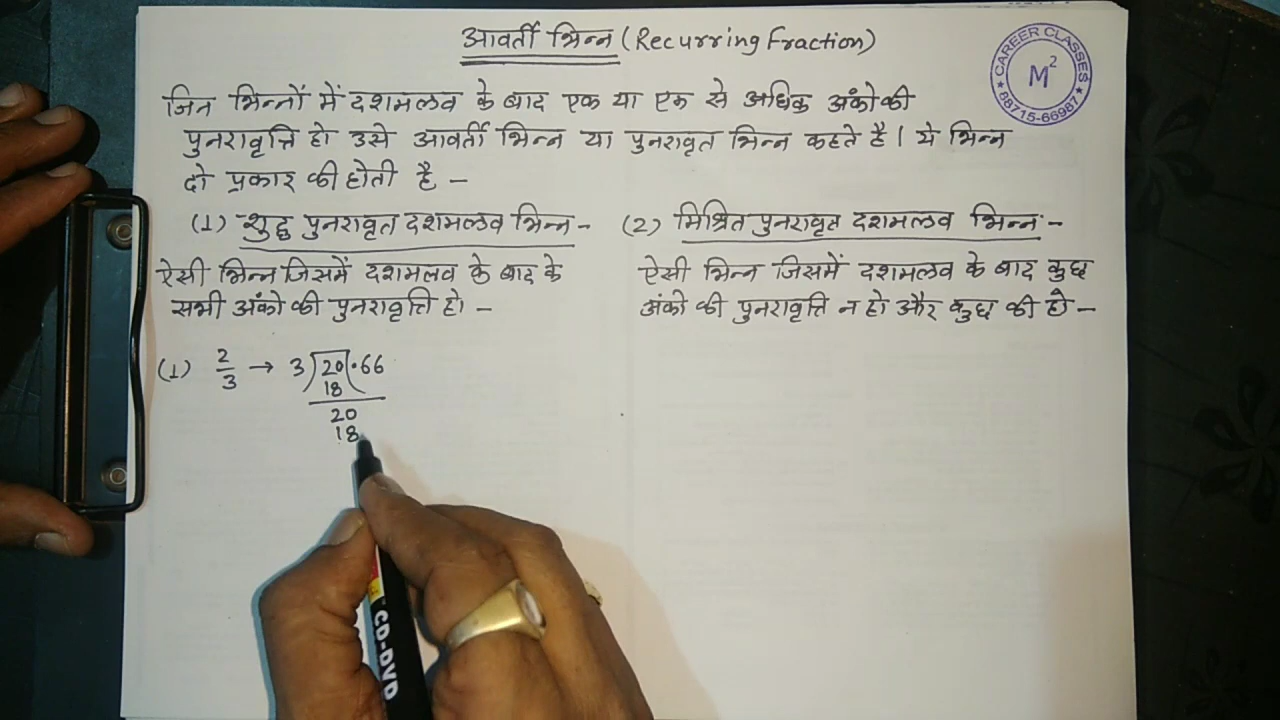 आवर्ती भिन्न (Recurring Fraction)
CAREER CLASSES
M²
88715-66987
जिन भिन्नों में दशमलव के बाद एक या एक से अधिक अंको की
पुनरावृत्ति हो उसे आवर्ती भिन्न या पुनरावृत भिन्न कहते है। ये भिन्न
दो प्रकार की होती है –
(1) शुद्ध पुनरावृत दशमलव भिन्न -
ऐसी भिन्न जिसमें दशमलव के बाद के
सभी अंको की पुनरावृत्ति हो –
(1) 2/3 → 3)20(.66
18
20
18
(2) मिश्रित पुनरावृत दशमलव भिन्न :-
ऐसी भिन्न जिसमें दशमलव के बाद कुछ
अंको की पुनरावृत्ति न हो और कुछ की हो –
CD-DVD